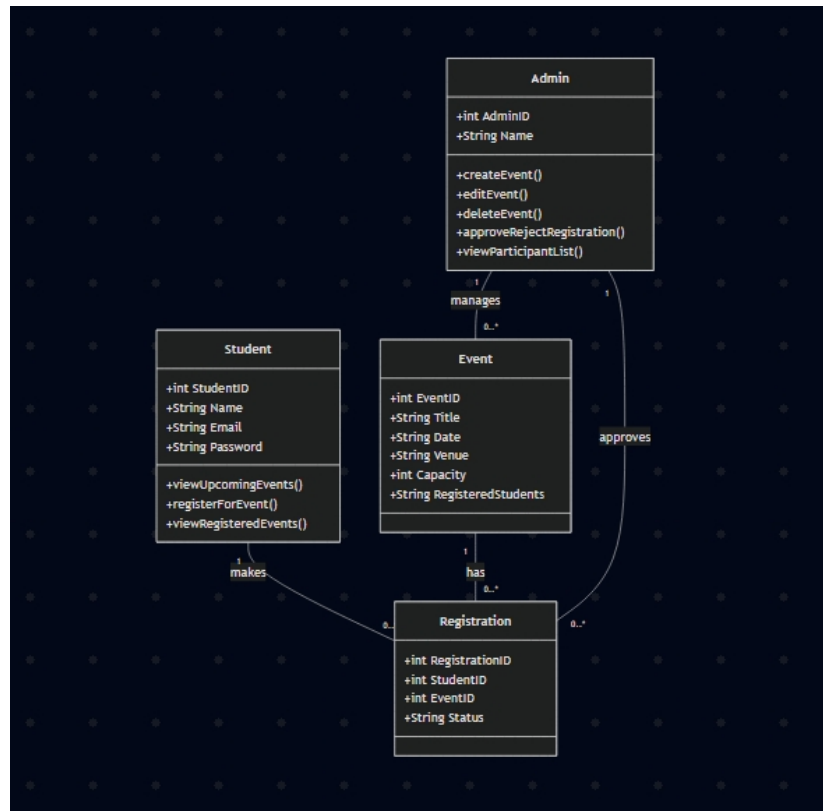 Admin
+int AdminID
+String Name
+createEvent()
+editEvent()
+deleteEvent()
+approveRejectRegistration()
+viewParticipantList()
1
manages
0..*
1
approves
0..*
Student
+int StudentID
+String Name
+String Email
+String Password
+viewUpcomingEvents()
+registerForEvent()
+viewRegisteredEvents()
Event
+int EventID
+String Title
+String Date
+String Venue
+int Capacity
+String RegisteredStudents
1
makes
0..
1
has
0..*
Registration
+int RegistrationID
+int StudentID
+int EventID
+String Status